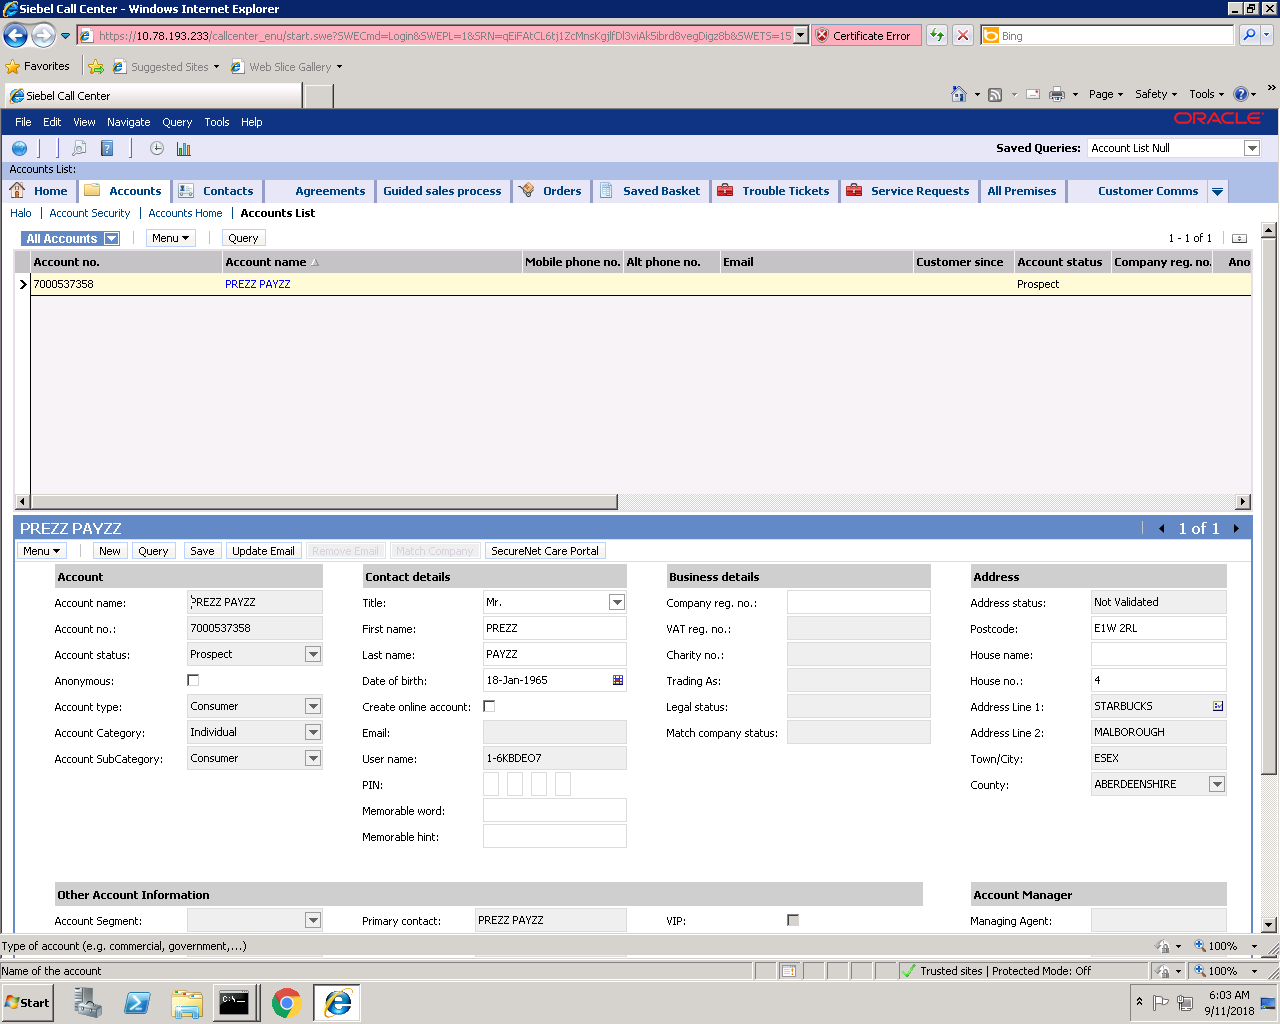 Siebel Call Center - Windows Internet Explorer
https://10.78.193.233/callcenter_enu/start.swe?SWECmd=Login&SWEPL=1&SRN= Certificate Error Bing
Favorites Suggested Sites Web Slice Gallery
Siebel Call Center Page Safety Tools »
File Edit View Navigate Query Tools Help ORACLE
Saved Queries: Account List Null
Accounts List:
Home Accounts Contacts Agreements Guided sales process Orders Saved Basket Trouble Tickets Service Requests All Premises Customer Comms
Halo | Account Security | Accounts Home | Accounts List
All Accounts Menu Query 1 - 1 of 1
Account no. Account name Mobile phone no. Alt phone no. Email Customer since Account status Company reg. no. Ano
7000537358 PREZZ PAYZZ Prospect
PREZZ PAYZZ 1 of 1
Menu New Query Save Update Email Remove Email Match Company SecureNet Care Portal
Account Contact details Business details Address
Account name: PREZZ PAYZZ Title: Mr. Company reg. no.: Address status: Not Validated
Account no.: 7000537358 First name: PREZZ VAT reg. no.: Postcode: E1W 2RL
Account status: Prospect Last name: PAYZZ Charity no.: House name:
Anonymous: Date of birth: 18-Jan-1965 Trading As: House no.: 4
Account type: Consumer Create online account: Legal status: Address Line 1: STARBUCKS
Account Category: Individual Email: Match company status: Address Line 2: MALBOROUGH
Account SubCategory: Consumer User name: 1-6KBDEO7 Town/City: ESEX
PIN: County: ABERDEENSHIRE
Memorable word:
Memorable hint:
Other Account Information Account Manager
Account Segment: Primary contact: PREZZ PAYZZ VIP: Managing Agent:
Type of account (e.g. commercial, government,...) 100%
Name of the account Trusted sites | Protected Mode: Off 100%
Start 6:03 AM
9/11/2018